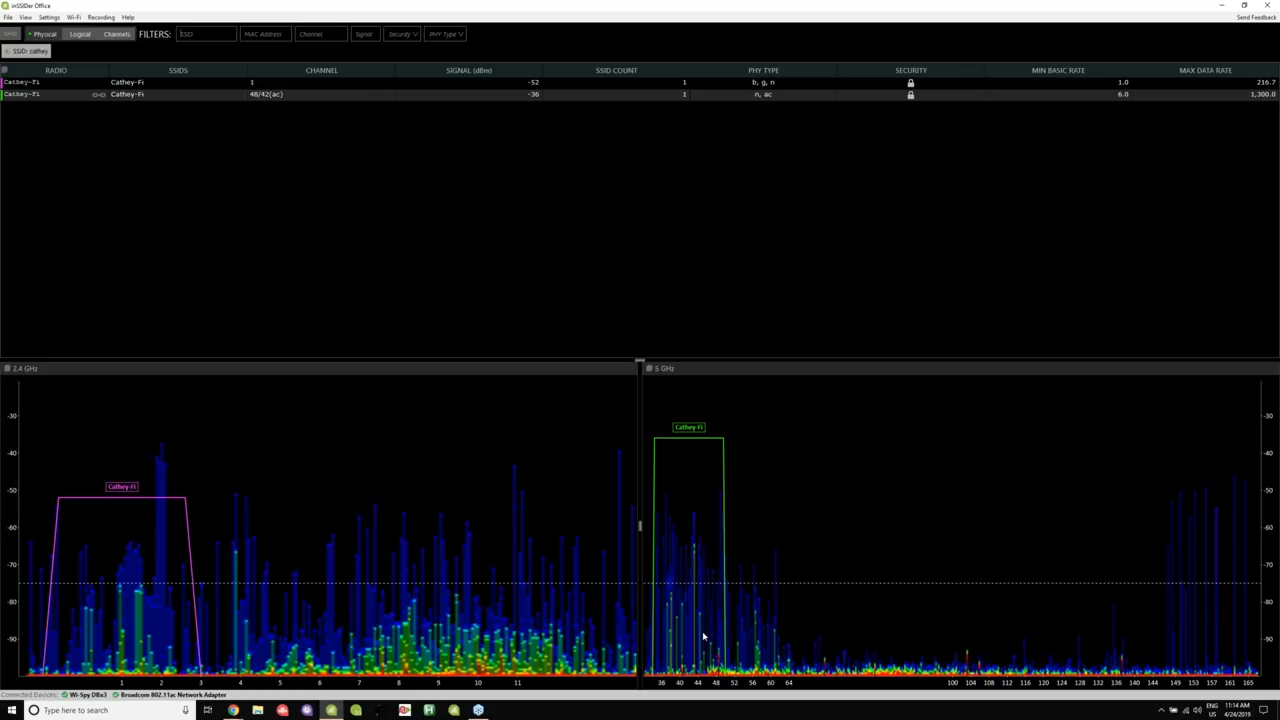 inSSIDer Office
File View Settings Wi-Fi Recording Help
Send Feedback
Physical Logical Channels FILTERS: SSID MAC Address Channel Signal Security PHY Type
SSID: cathey
RADIO SSIDS CHANNEL SIGNAL (dBm) SSID COUNT PHY TYPE SECURITY MIN BASIC RATE MAX DATA RATE
Cathey-Fi Cathey-Fi 1 -52 1 b, g, n 1.0 216.7
Cathey-Fi Cathey-Fi 48/42(ac) -36 1 n, ac 6.0 1,300.0
2.4 GHz
5 GHz
-30
-40
-50
-60
-70
-80
-90
Cathey-Fi
1 2 3 4 5 6 7 8 9 10 11
Cathey-Fi
-30
-40
-50
-60
-70
-80
-90
36 40 44 48 52 56 60 64 100 104 108 112 116 120 124 128 132 136 140 144 149 153 157 161 165
Connected Devices: Wi-Spy DBx3 Broadcom 802.11ac Network Adapter
Type here to search
ENG
US
11:14 AM
4/24/2019